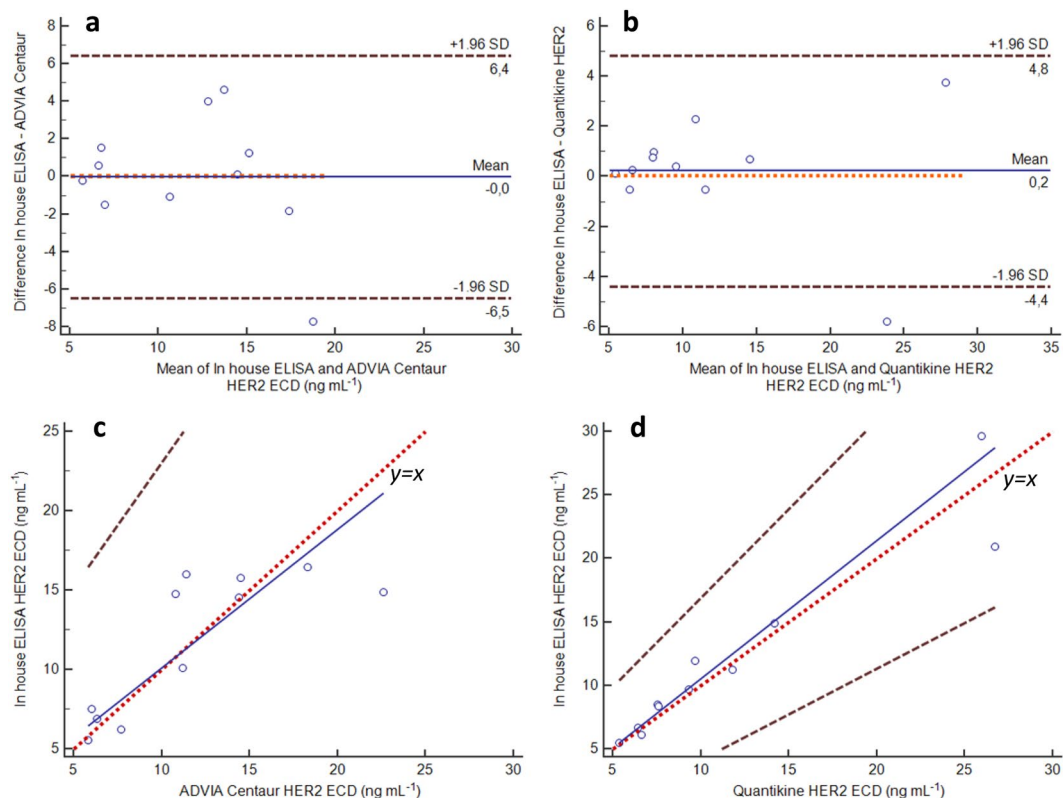 a
Difference In house ELISA - ADVIA Centaur
8
6
4
2
0
-2
-4
-6
-8
+1.96 SD
6,4
Mean
-0,0
-1.96 SD
-6,5
5
10
15
20
25
30
Mean of In house ELISA and ADVIA Centaur
HER2 ECD (ng mL-1)
b
Difference In house ELISA - Quantikine HER2
6
4
2
0
-2
-4
-6
+1.96 SD
4,8
Mean
0,2
-1.96 SD
-4,4
5
10
15
20
25
30
35
Mean of In house ELISA and Quantikine HER2
HER2 ECD (ng mL-1)
c
In house ELISA HER2 ECD (ng mL-1)
25
20
15
10
5
y=x
5
10
15
20
25
30
ADVIA Centaur HER2 ECD (ng mL-1)
d
In house ELISA HER2 ECD (ng mL-1)
30
25
20
15
10
5
y=x
5
10
15
20
25
30
Quantikine HER2 ECD (ng mL-1)